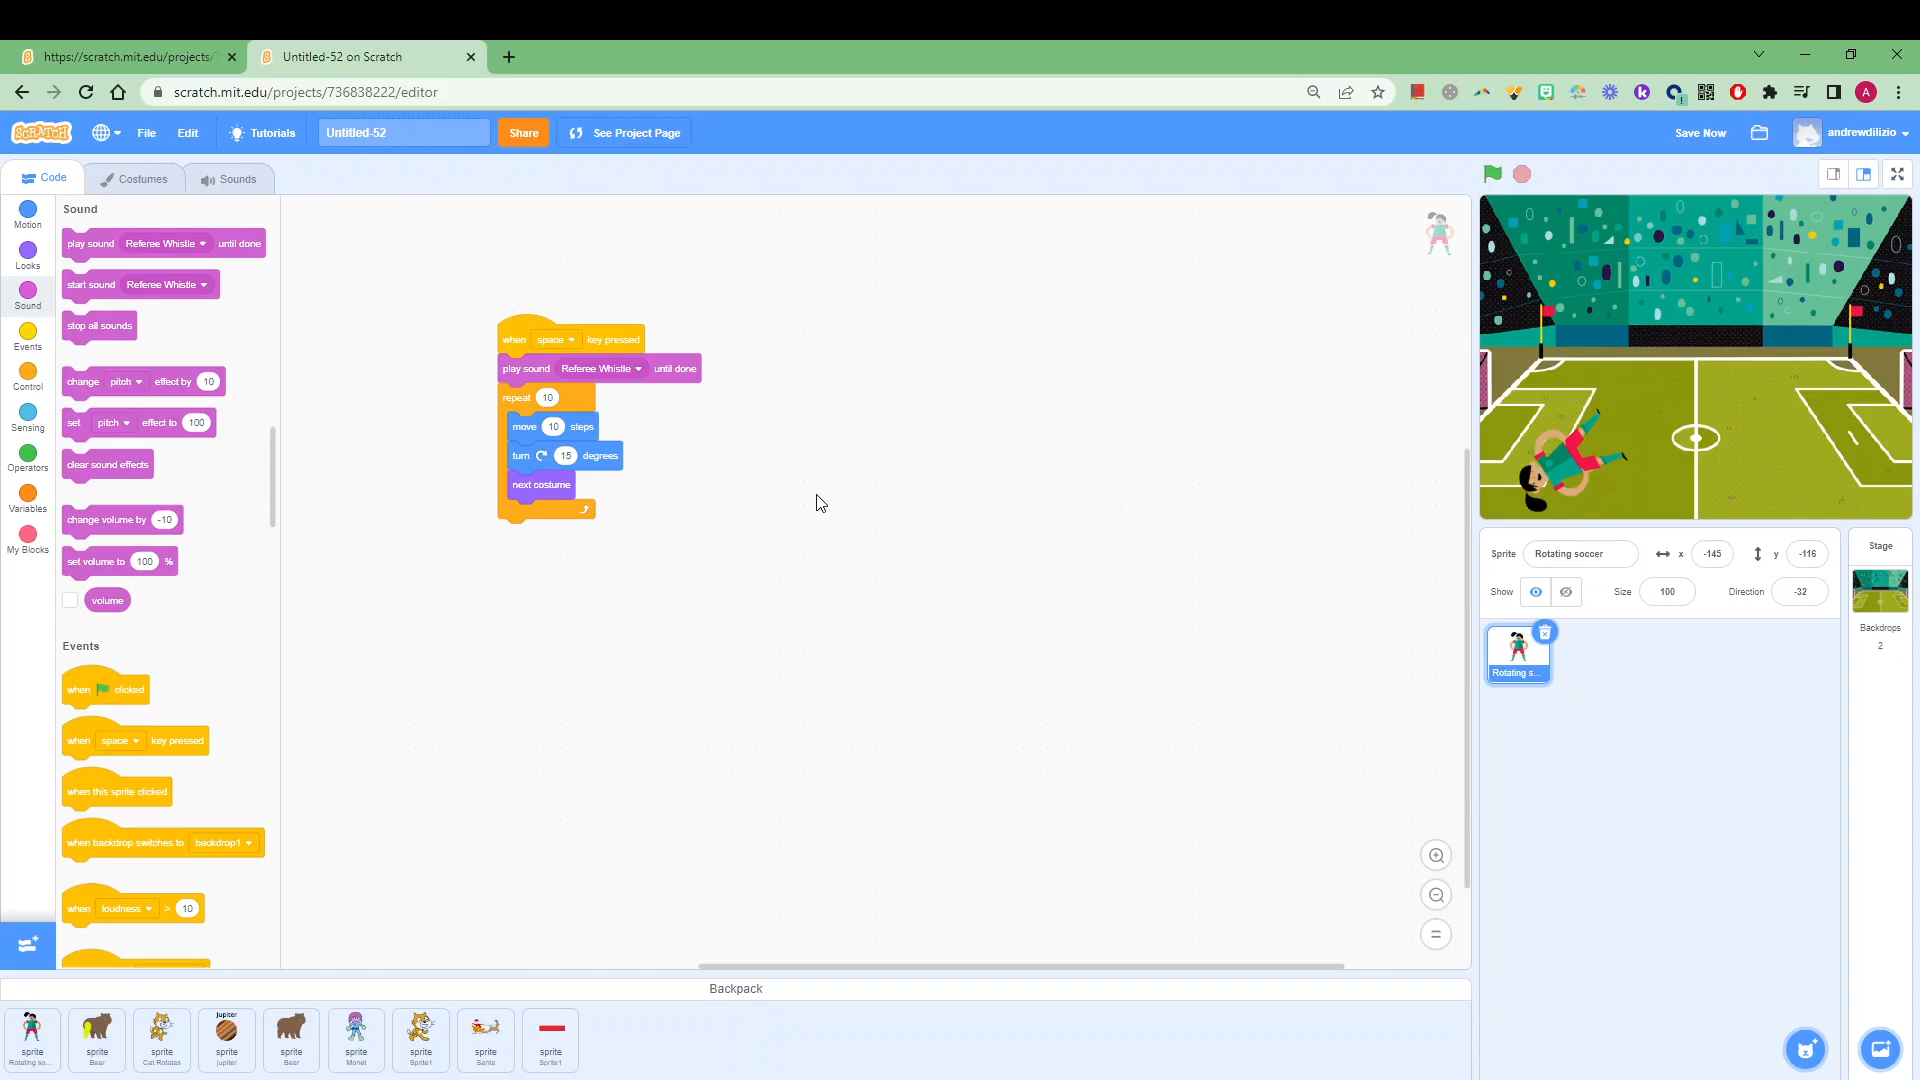 https://scratch.mit.edu/projects/
Untitled-52 on Scratch
scratch.mit.edu/projects/736838222/editor
SCRATCH
File
Edit
Tutorials
Untitled-52
Share
See Project Page
Save Now
andrewdilizio
Code
Costumes
Sounds
Motion
Looks
Sound
Events
Control
Sensing
Operators
Variables
My Blocks
Sound
play sound Referee Whistle until done
start sound Referee Whistle
stop all sounds
change pitch effect by 10
set pitch effect to 100
clear sound effects
change volume by -10
set volume to 100 %
volume
Events
when clicked
when space key pressed
when this sprite clicked
when backdrop switches to backdrop1
when loudness > 10
when space key pressed
play sound Referee Whistle until done
repeat 10
move 10 steps
turn 15 degrees
next costume
Sprite Rotating soccer x -145 y -116
Show Size 100 Direction -32
Rotating s...
Stage
Backdrops
2
Backpack
sprite
Rotating so...
sprite
Bear
sprite
Cat Rotates
Jupiter
sprite
jupiter
sprite
Bear
sprite
Monet
sprite
Sprite1
sprite
Santa
sprite
Sprite1